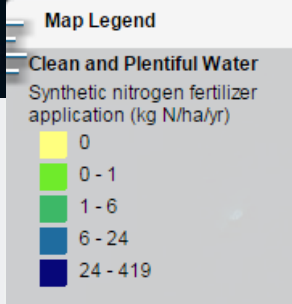 Map Legend
Clean and Plentiful Water
Synthetic nitrogen fertilizer
application (kg N/ha/yr)
0
0 - 1
1 - 6
6 - 24
24 - 419